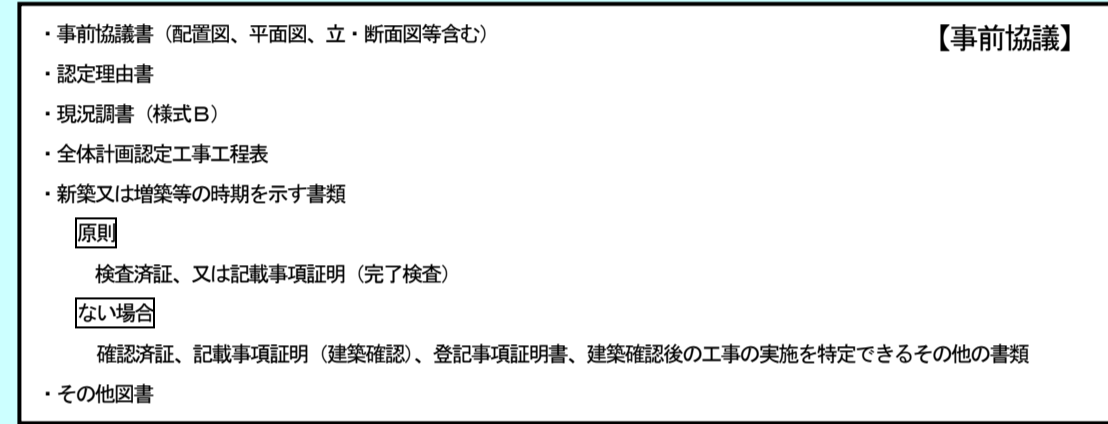 ・事前協議書（配置図、平面図、立・断面図等含む）
【事前協議】
・認定理由書
・現況調書（様式Ｂ）
・全体計画認定工事工程表
・新築又は増築等の時期を示す書類
原則
検査済証、又は記載事項証明（完了検査）
ない場合
確認済証、記載事項証明（建築確認）、登記事項証明書、建築確認後の工事の実施を特定できるその他の書類
・その他図書